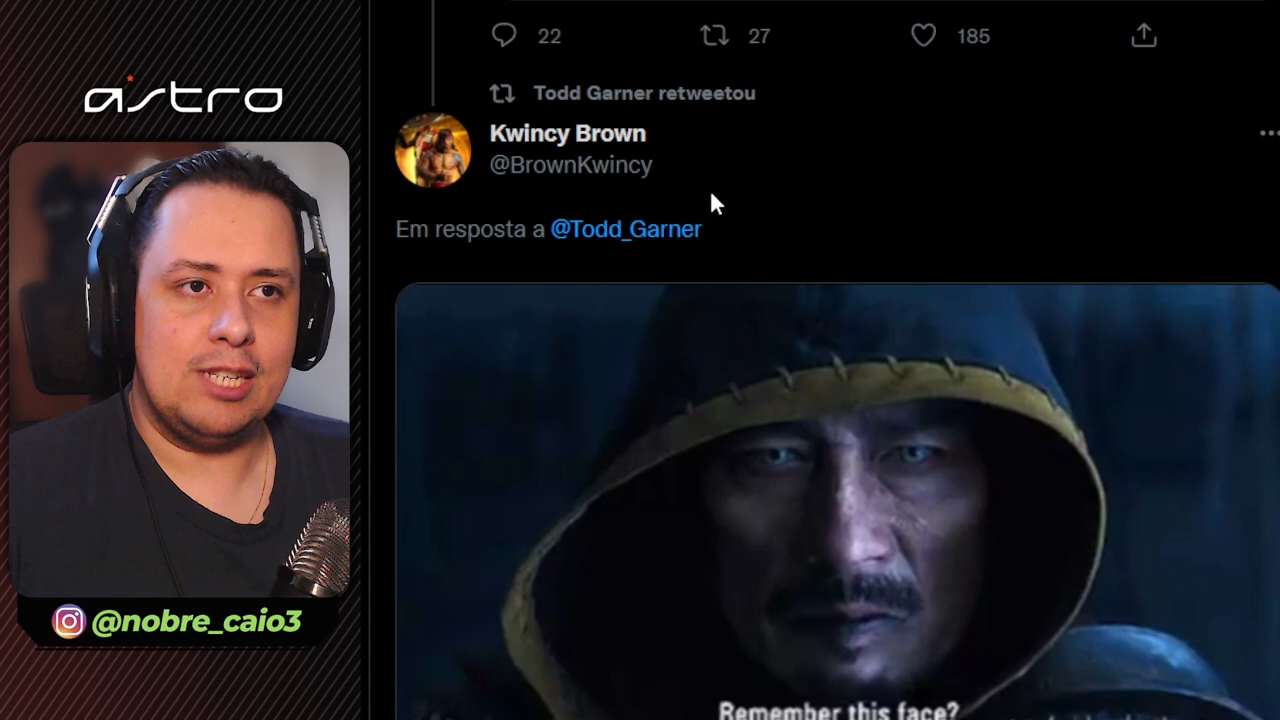 astro
@nobre_caio3
22 27 185
Todd Garner retweetou
Kwincy Brown
@BrownKwincy
Em resposta a @Todd_Garner
Remember this face?